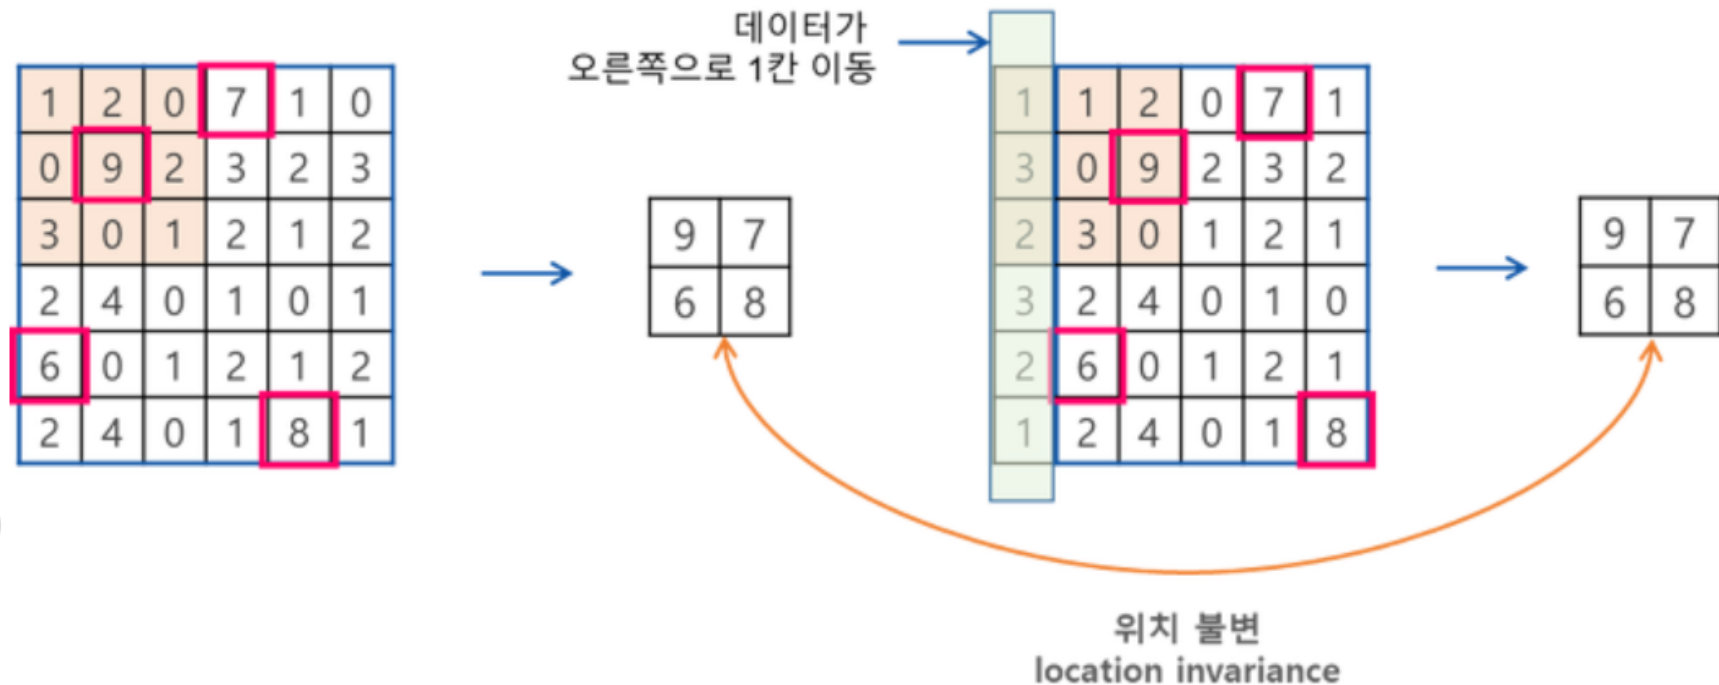 데이터가
오른쪽으로 1칸 이동
1 2 0 7 1 0
0 9 2 3 2 3
3 0 1 2 1 2
2 4 0 1 0 1
6 0 1 2 1 2
2 4 0 1 8 1
9 7
6 8
1 1 2 0 7 1
3 0 9 2 3 2
2 3 0 1 2 1
3 2 4 0 1 0
2 6 0 1 2 1
1 2 4 0 1 8
9 7
6 8
위치 불변
location invariance